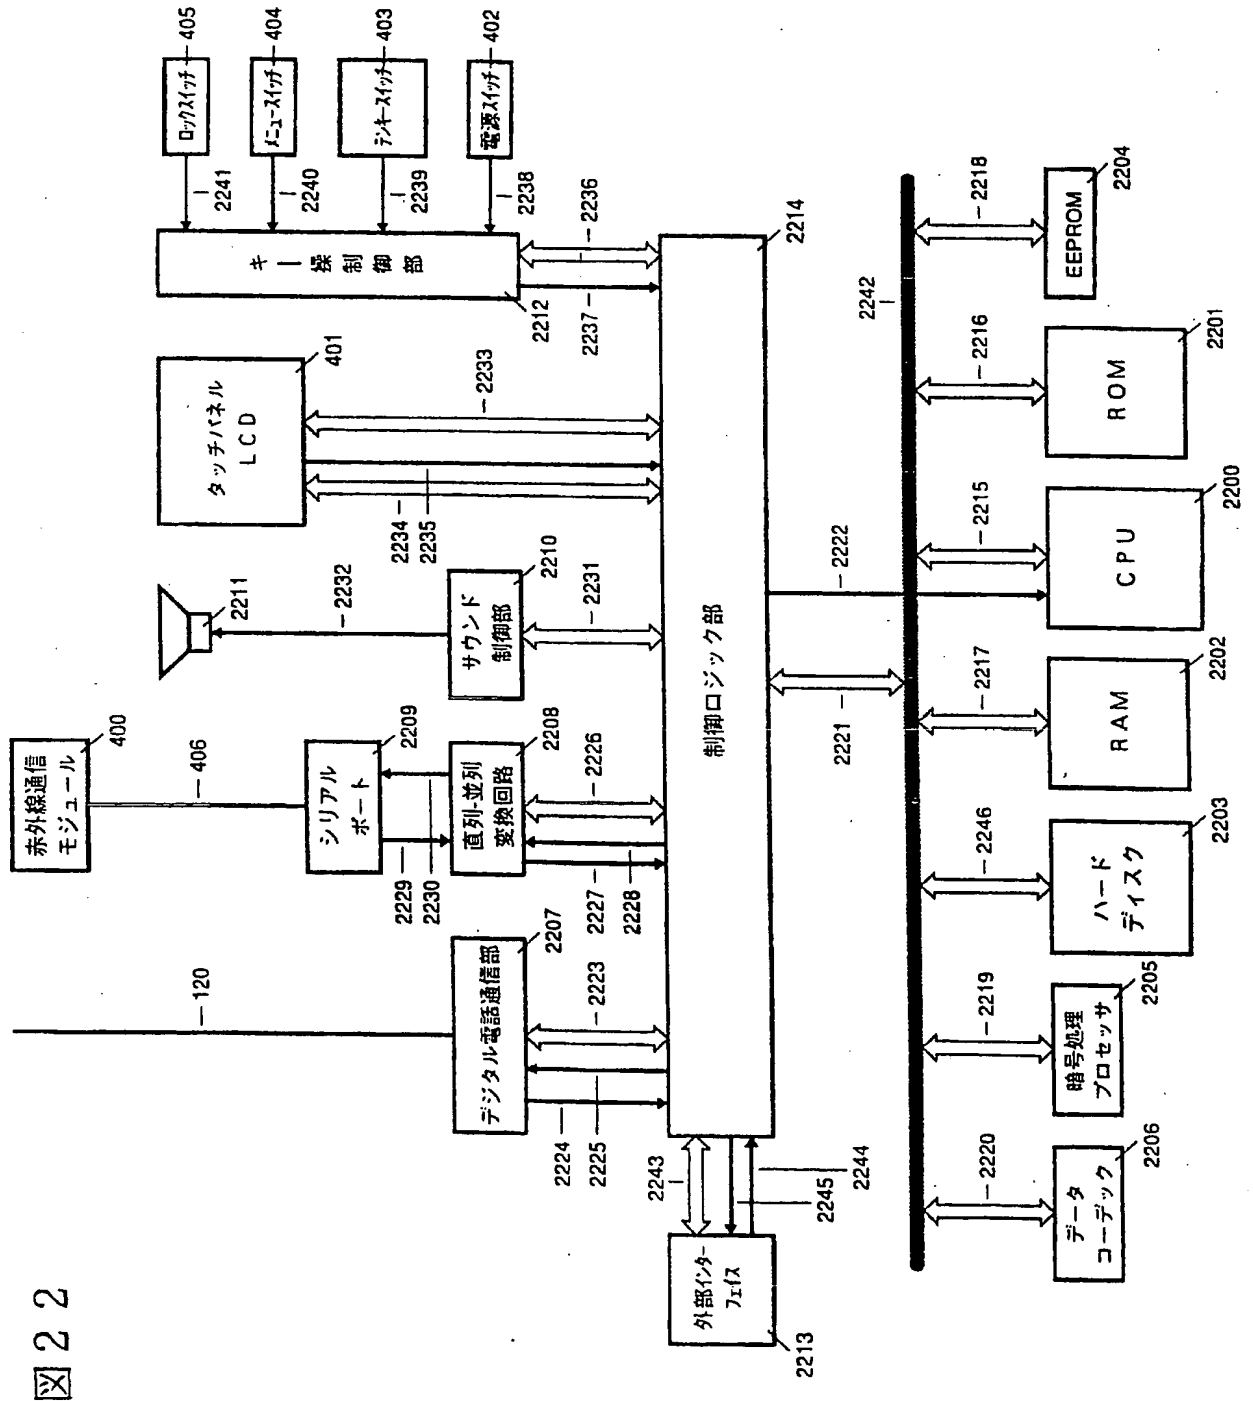 図22
赤外線通信
モジュール
400
406
120
シリアル
ポート
2209
2229
2230
直列-並列
変換回路
2208
2226
2227
2228
デジタル電話通信部
2207
2223
2224
2225
2211
2232
サウンド
制御部
2210
2231
タッチパネル
LCD
401
2233
2234
2235
キー操制御部
2212
2236
2237
ロックスイッチ
405
2241
メニュースイッチ
404
2240
テンキースイッチ
403
2239
電源スイッチ
402
2238
制御ロジック部
2214
外部インター
フェイス
2213
2243
2245
2244
2221
2222
2242
データ
コーデック
2206
2220
暗号処理
プロセッサ
2205
2219
ハード
ディスク
2203
2246
RAM
2202
2217
CPU
2200
2215
ROM
2201
2216
EEPROM
2204
2218